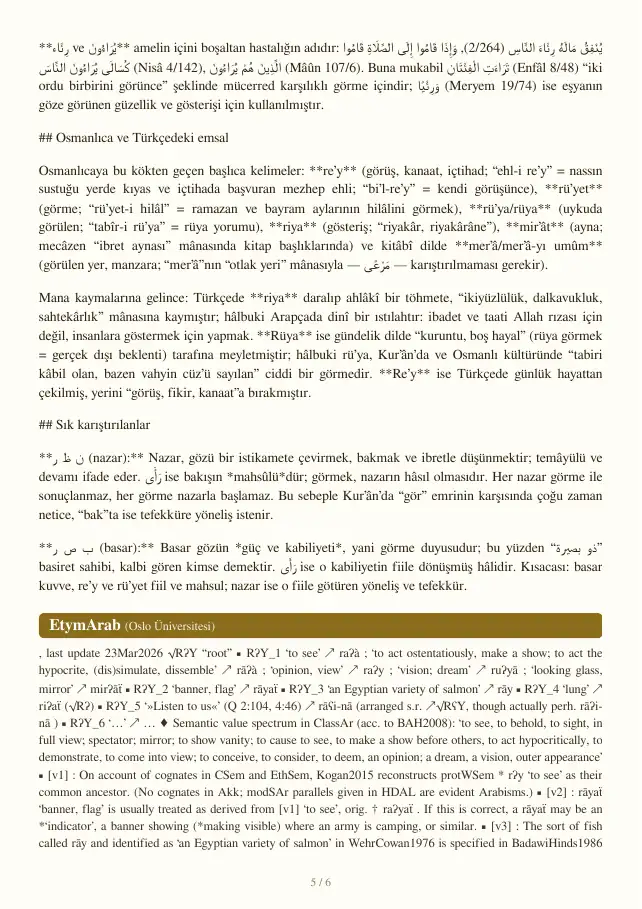 **رِئَاء ve يُرَاءُونَ** amelin içini boşaltan hastalığın adıdır: يُنْفِقُ مَالَهُ رِئَاءَ النَّاسِ (2/264), وَإِذَا قَامُوا إِلَى الصَّلَاةِ قَامُوا
كُسَالَى يُرَاءُونَ النَّاسَ (Nisâ 4/142), الَّذِينَ هُمْ يُرَاءُونَ (Mâûn 107/6). Buna mukabil تَرَاءَتِ الْفِئَتَانِ (Enfâl 8/48) “iki
ordu birbirini görünce” şeklinde mücerred karşılıklı görme içindir; وَرِئْيًا (Meryem 19/74) ise eşyanın
göze görünen güzellik ve gösterişi için kullanılmıştır.
## Osmanlıca ve Türkçedeki emsal
Osmanlıcaya bu kökten geçen başlıca kelimeler: **re’y** (görüş, kanaat, içtihad; “ehl-i re’y” = nassın
sustuğu yerde kıyas ve içtihada başvuran mezhep ehli; “bi’l-re’y” = kendi görüşünce), **rü’yet**
(görme; “rü’yet-i hilâl” = ramazan ve bayram aylarının hilâlini görmek), **rü’ya/rüya** (uykuda
görülen; “tabîr-i rü’ya” = rüya yorumu), **riya** (gösteriş; “riyakâr, riyakârâne”), **mir’ât** (ayna;
mecâzen “ibret aynası” mânasında kitap başlıklarında) ve kitâbî dilde **mer’â/mer’â-yı umûm**
(görülen yer, manzara; “mer’â”nın “otlak yeri” mânasıyla — مَرْعًى — karıştırılmaması gerekir).
Mana kaymalarına gelince: Türkçede **riya** daralıp ahlâkî bir töhmete, “ikiyüzlülük, dalkavukluk,
sahtekârlık” mânasına kaymıştır; hâlbuki Arapçada dinî bir ıstılahtır: ibadet ve taati Allah rızası için
değil, insanlara göstermek için yapmak. **Rüya** ise gündelik dilde “kuruntu, boş hayal” (rüya görmek
= gerçek dışı beklenti) tarafına meyletmiştir; hâlbuki rü’ya, Kur’ân’da ve Osmanlı kültüründe “tabiri
kâbil olan, bazen vahyin cüz’ü sayılan” ciddi bir görmedir. **Re’y** ise Türkçede günlük hayattan
çekilmiş, yerini “görüş, fikir, kanaat”a bırakmıştır.
## Sık karıştırılanlar
**ن ظ ر (nazar):** Nazar, gözü bir istikamete çevirmek, bakmak ve ibretle düşünmektir; temâyülü ve
devamı ifade eder. رَأَى ise bakışın *mahsûlü*dür; görmek, nazarın hâsıl olmasıdır. Her nazar görme ile
sonuçlanmaz, her görme nazarla başlamaz. Bu sebeple Kur’ân’da “gör” emrinin karşısında çoğu zaman
netice, “bak”ta ise tefekküre yöneliş istenir.
**ب ص ر (basar):** Basar gözün *güç ve kabiliyeti*, yani görme duyusudur; bu yüzden “ذو بصيرة”
basiret sahibi, kalbi gören kimse demektir. رَأَى ise o kabiliyetin fiile dönüşmüş hâlidir. Kısacası: basar
kuvve, re’y ve rü’yet fiil ve mahsul; nazar ise o fiile götüren yöneliş ve tefekkür.
EtymArab (Oslo Üniversitesi)
, last update 23Mar2026 √RʔY “root” ▪ RʔY_1 ‘to see’ ↗ raʔà ; ‘to act ostentatiously, make a show; to act the
hypocrite, (dis)simulate, dissemble’ ↗ rāʔà ; ‘opinion, view’ ↗ raʔy ; ‘vision; dream’ ↗ ruʔyā ; ‘looking glass,
mirror’ ↗ mirʔāẗ ▪ RʔY_2 ‘banner, flag’ ↗ rāyaẗ ▪ RʔY_3 ‘an Egyptian variety of salmon’ ↗ rāy ▪ RʔY_4 ‘lung’ ↗
riʔaẗ (√Rʔ) ▪ RʔY_5 ‘»Listen to us«’ (Q 2:104, 4:46) ↗ rāʕi-nā (arranged s.r. ↗√RʕY, though actually perh. rāʔi-
nā ) ▪ RʔY_6 ‘…’ ↗ … ♦ Semantic value spectrum in ClassAr (acc. to BAH2008): ‘to see, to behold, to sight, in
full view; spectator; mirror; to show vanity; to cause to see, to make a show before others, to act hypocritically, to
demonstrate, to come into view; to conceive, to consider, to deem, an opinion; a dream, a vision, outer appearance’
▪ [v1] : On account of cognates in CSem and EthSem, Kogan2015 reconstructs protWSem * rʔy ‘to see’ as their
common ancestor. (No cognates in Akk; modSAr parallels given in HDAL are evident Arabisms.) ▪ [v2] : rāyaẗ
‘banner, flag’ is usually treated as derived from [v1] ‘to see’, orig. † raʔyaẗ . If this is correct, a rāyaẗ may be an
*‘indicator’, a banner showing (*making visible) where an army is camping, or similar. ▪ [v3] : The sort of fish
called rāy and identified as ‘an Egyptian variety of salmon’ in WehrCowan1976 is specified in BadawiHinds1986
5 / 6